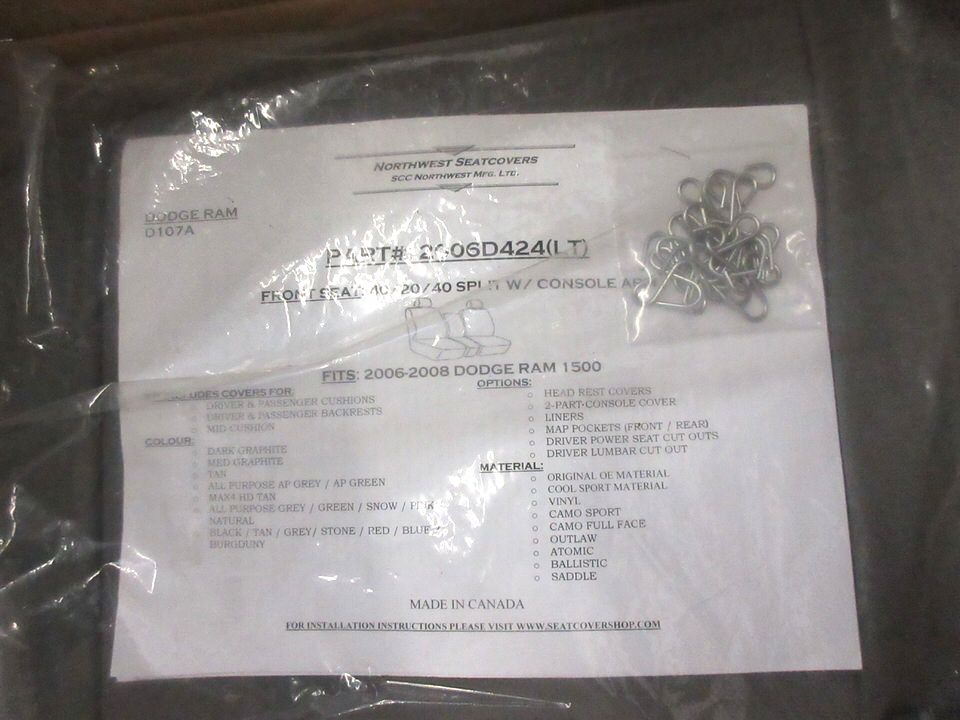 NORTHWEST SEATCOVERS
SCC NORTHWEST MFG. LTD.
DODGE RAM
D107A
PART# 2606D424(LT)
FRONT SEAT: 40/20/40 SPLIT W/ CONSOLE
FITS: 2006-2008 DODGE RAM 1500
INCLUDES COVERS FOR:
DRIVER & PASSENGER CUSHIONS
DRIVER & PASSENGER BACKRESTS
MID CUSHION
COLOUR:
DARK GRAPHITE
MED GRAPHITE
TAN
ALL PURPOSE AP GREY / AP GREEN
MAX4 HD TAN
ALL PURPOSE GREY / GREEN / SNOW / PINK
NATURAL
BLACK / TAN / GREY/ STONE / RED / BLUE /
BURGDUNY
OPTIONS:
HEAD REST COVERS
2-PART-CONSOLE COVER
LINERS
MAP POCKETS (FRONT / REAR)
DRIVER POWER SEAT CUT OUTS
DRIVER LUMBAR CUT OUT
MATERIAL:
ORIGINAL OE MATERIAL
COOL SPORT MATERIAL
VINYL
CAMO SPORT
CAMO FULL FACE
OUTLAW
ATOMIC
BALLISTIC
SADDLE
MADE IN CANADA
FOR INSTALLATION INSTRUCTIONS PLEASE VISIT WWW.SEATCOVERSHOP.COM